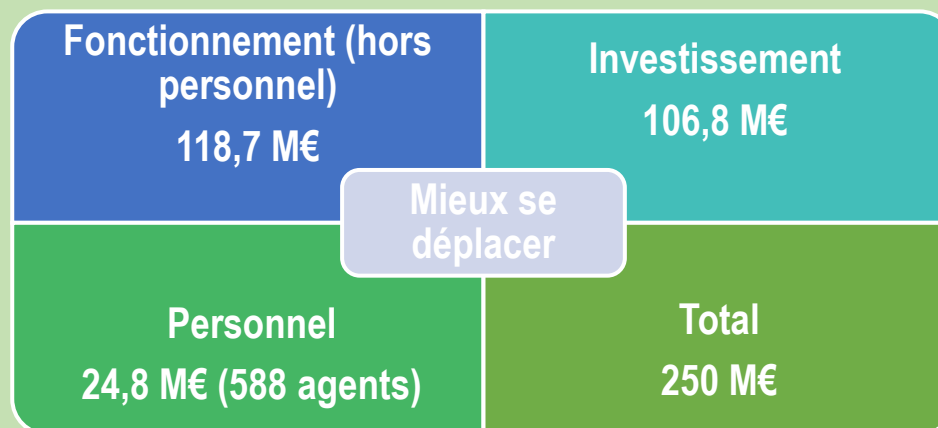 Fonctionnement (hors
personnel)
118,7 M€
Investissement
106,8 M€
Mieux se
déplacer
Personnel
24,8 M€ (588 agents)
Total
250 M€